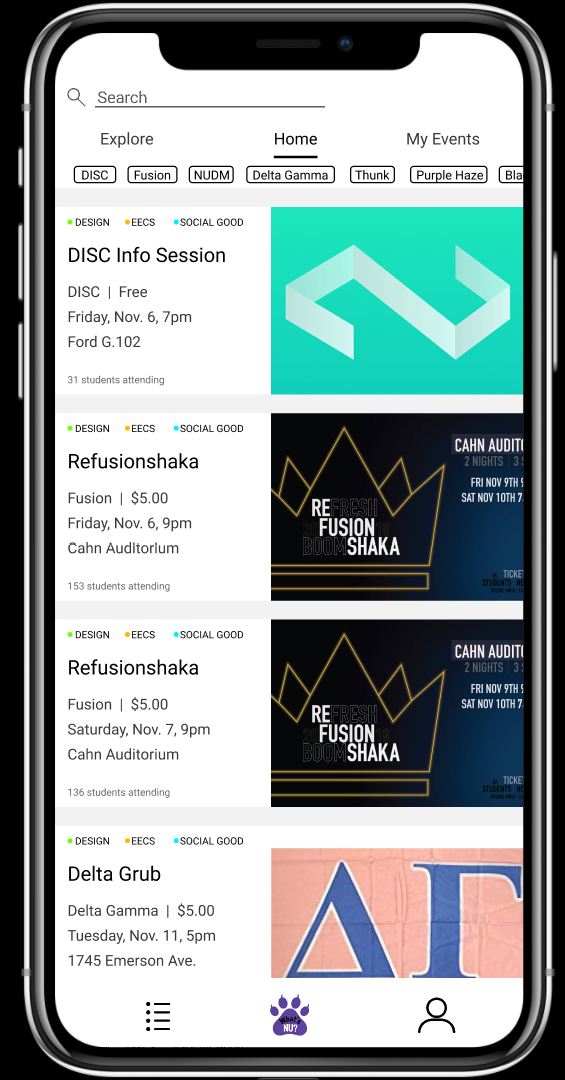 Search
Explore Home My Events
DISC Fusion NUDM Delta Gamma Thunk Purple Haze Bla
DESIGN EECS SOCIAL GOOD
DISC Info Session
DISC | Free
Friday, Nov. 6, 7pm
Ford G.102
31 students attending
DESIGN EECS SOCIAL GOOD
Refusionshaka
Fusion | $5.00
Friday, Nov. 6, 9pm
Cahn Auditorium
153 students attending
CAHN AUDITO
2 NIGHTS | 3 S
FRI NOV 9TH 9
SAT NOV 10TH 7
REFRESH
FUSION
BOOMSHAKA
TICKET
STUDENTS
DESIGN EECS SOCIAL GOOD
Refusionshaka
Fusion | $5.00
Saturday, Nov. 7, 9pm
Cahn Auditorium
136 students attending
CAHN AUDITO
2 NIGHTS | 3 S
FRI NOV 9TH 9
SAT NOV 10TH 7
REFRESH
FUSION
BOOMSHAKA
TICKET
STUDENTS
DESIGN EECS SOCIAL GOOD
Delta Grub
Delta Gamma | $5.00
Tuesday, Nov. 11, 5pm
1745 Emerson Ave.
ΔΓ
What's
NU?